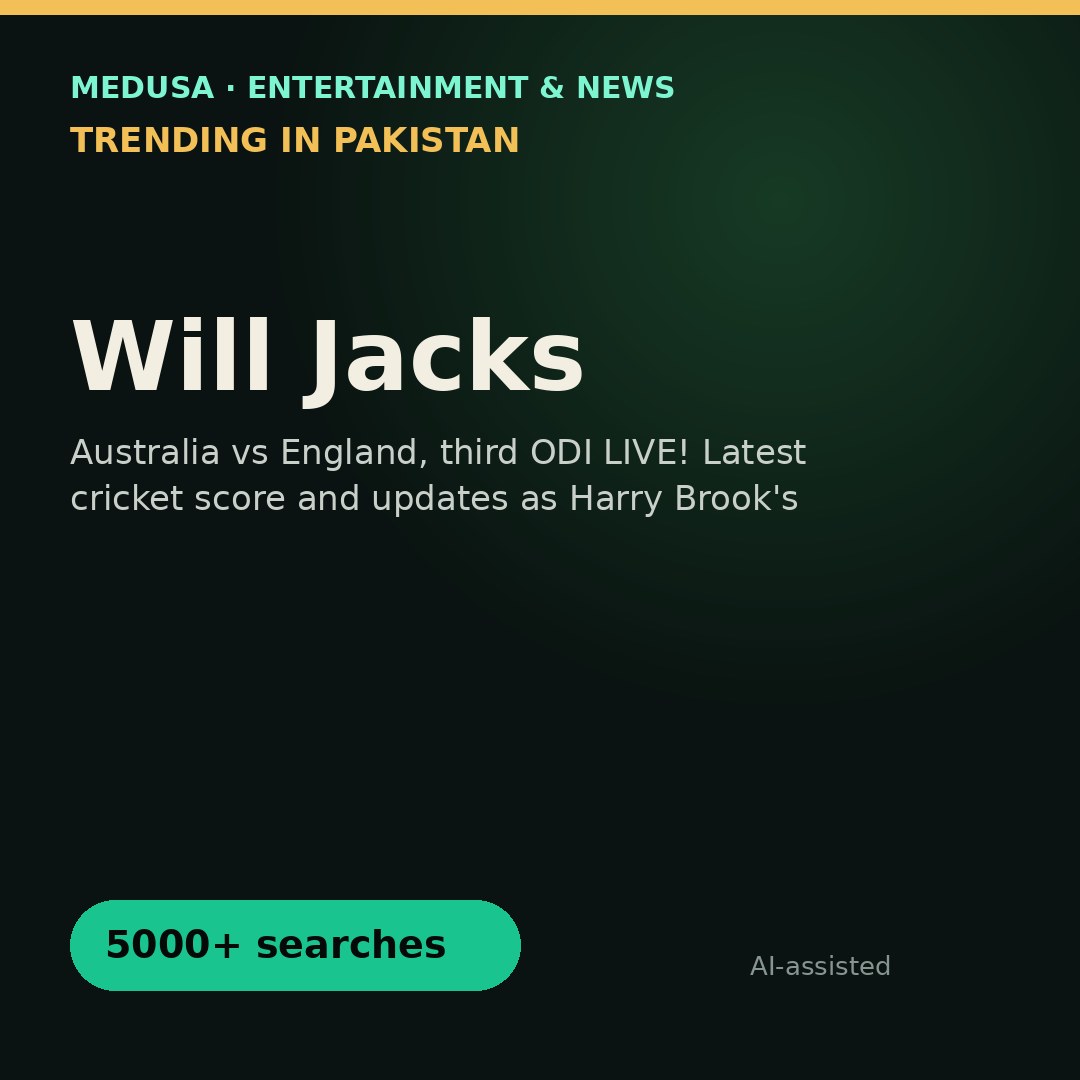 MEDUSA · ENTERTAINMENT & NEWS
TRENDING IN PAKISTAN
Will Jacks
Australia vs England, third ODI LIVE! Latest
cricket score and updates as Harry Brook's
5000+ searches
AI-assisted